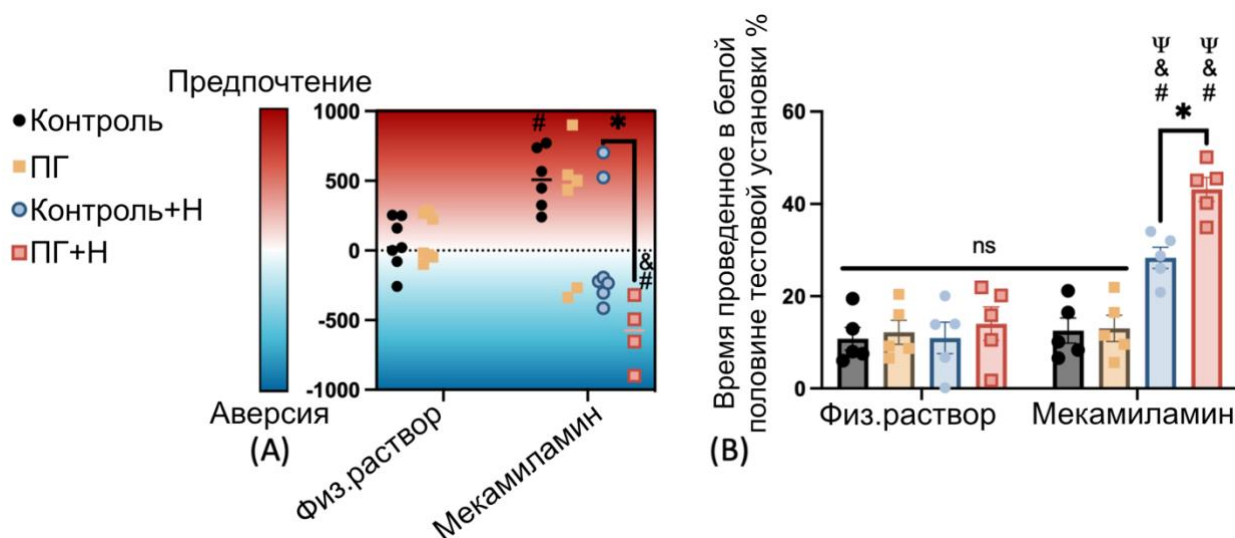 Предпочтение
Контроль
ПГ
Контроль+Н
ПГ+Н
Аверсия
1000
500
0
-500
-1000
#
*
&
#
Физ.раствор
Мекамиламин
(А)
Время проведенное в белой
половине тестовой установки %
60
40
20
0
ns
Ψ
&
#
Ψ
&
#
*
Физ.раствор
Мекамиламин
(В)